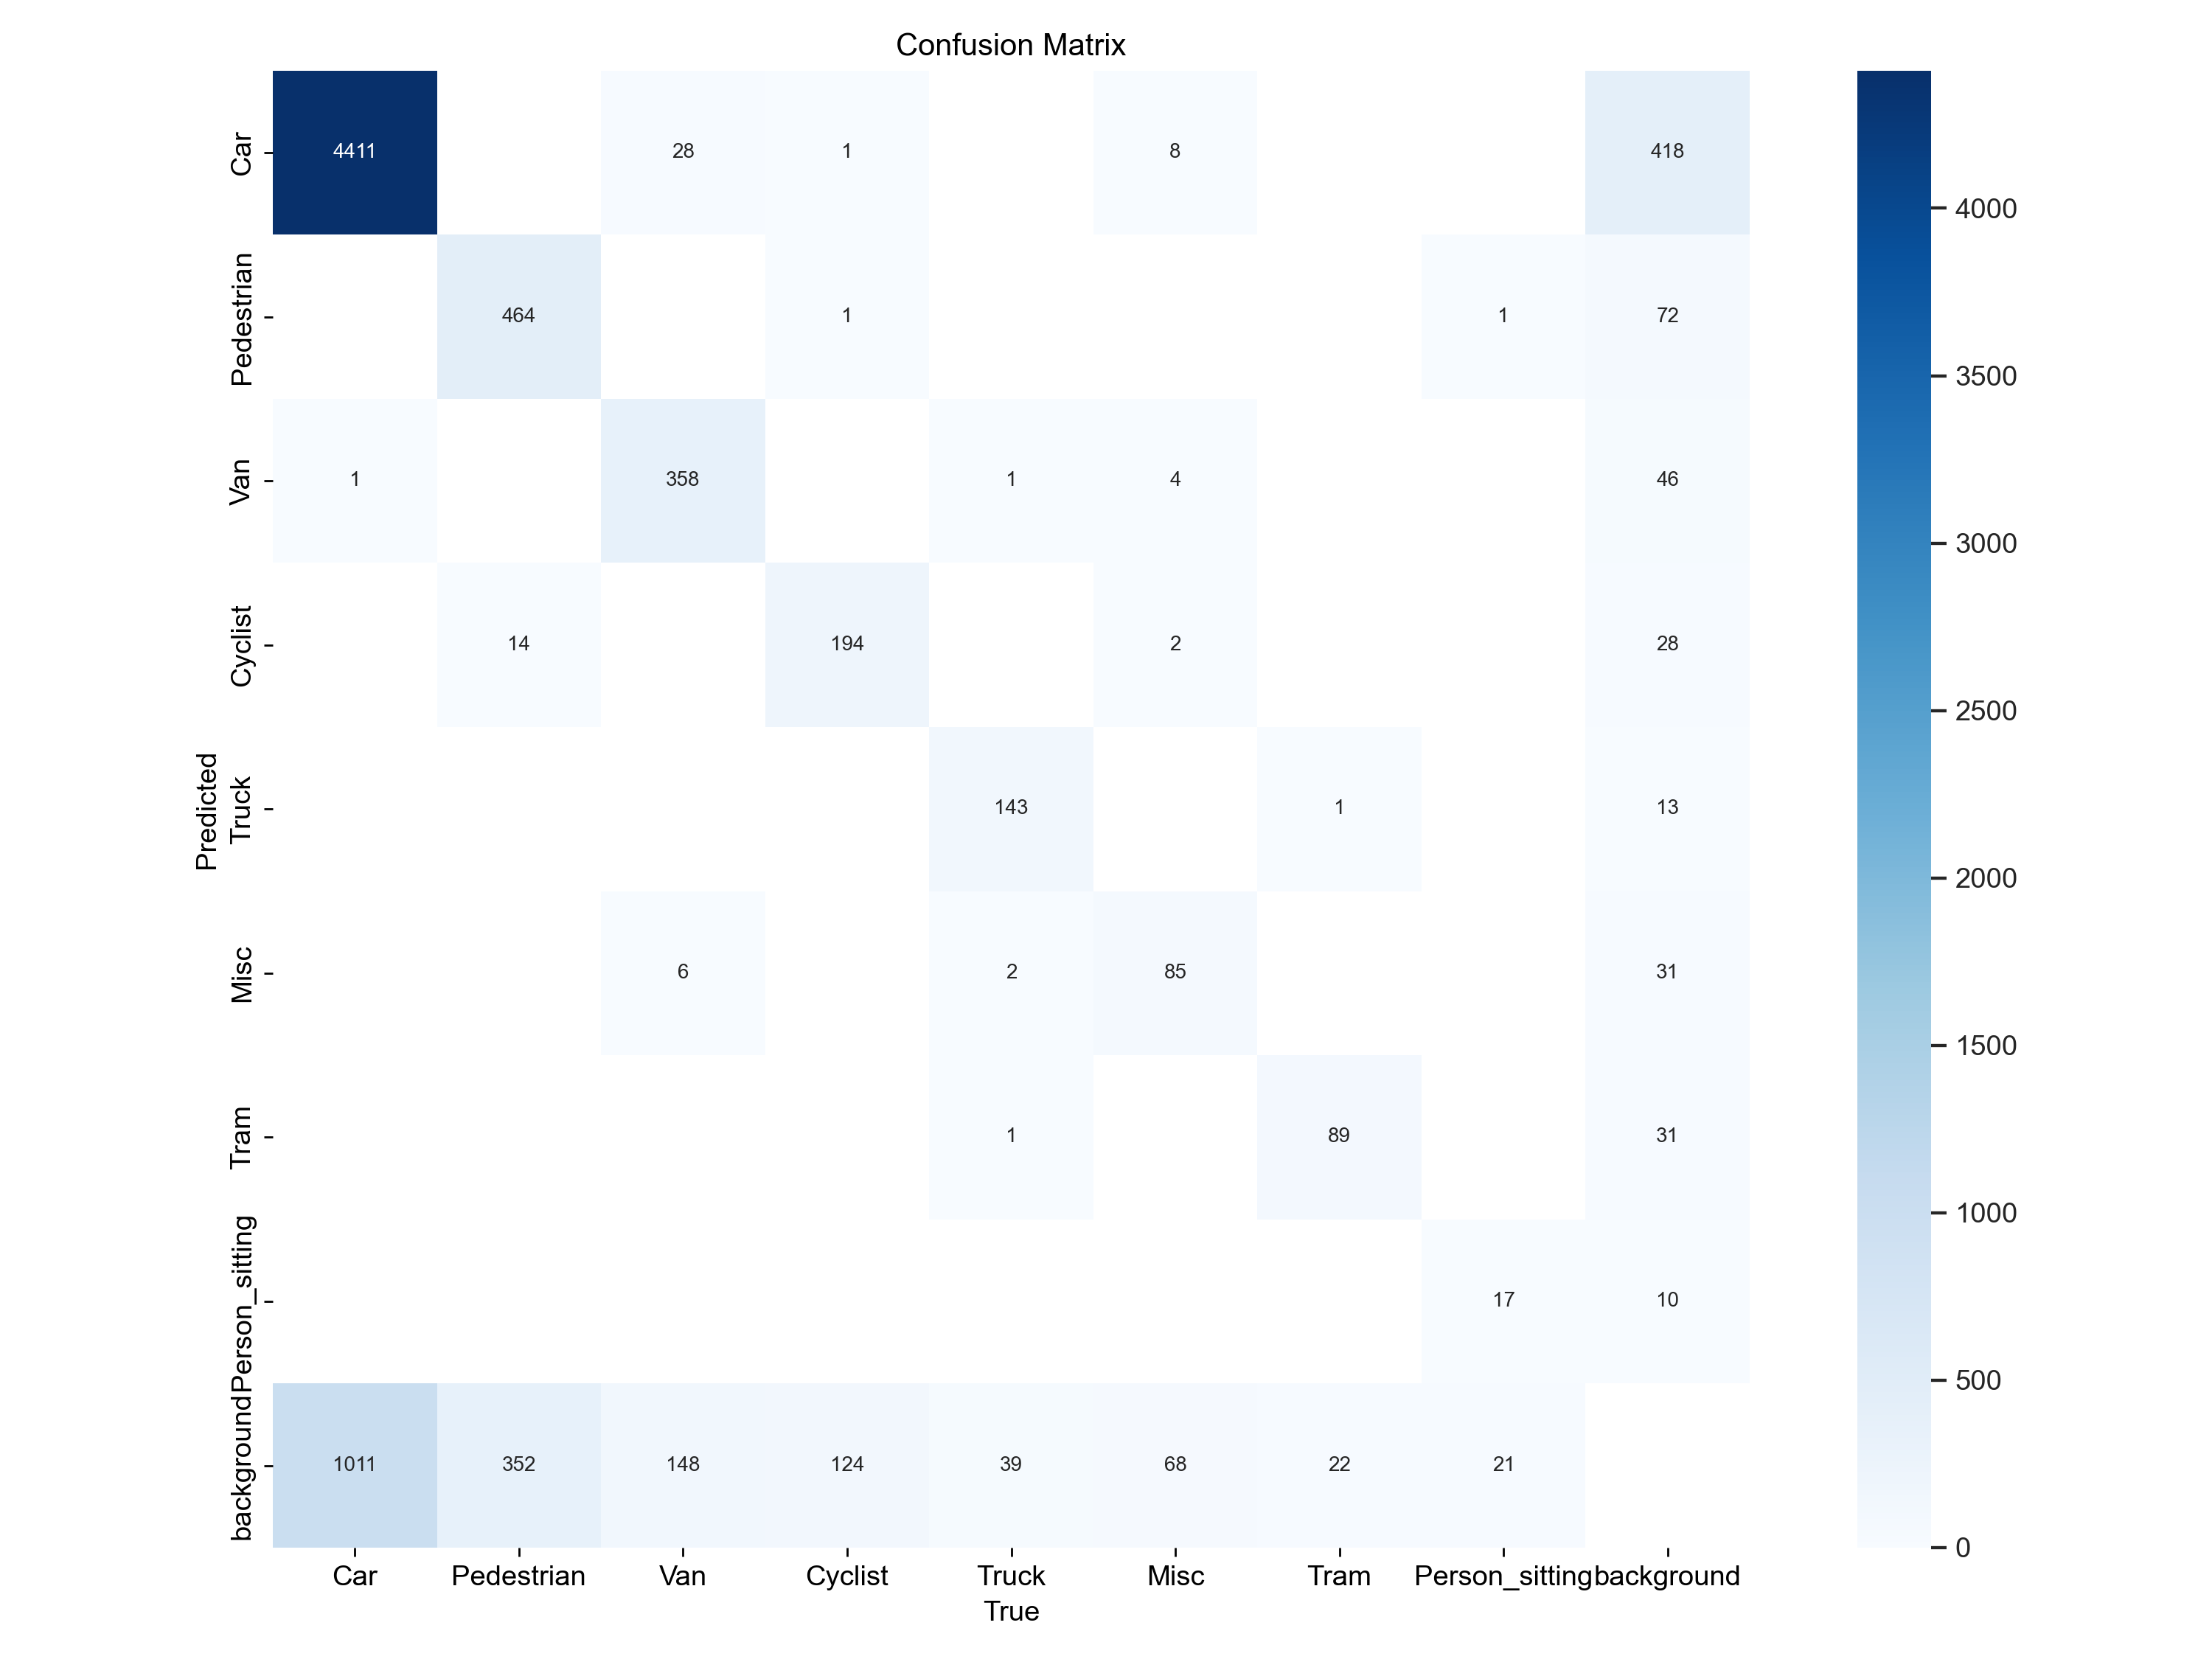 Confusion Matrix
Predicted
Car
4411
28
1
8
418
Pedestrian
464
1
1
72
Van
1
358
1
4
46
Cyclist
14
194
2
28
Truck
143
1
13
Misc
6
2
85
31
Tram
1
89
31
Person_sitting
17
10
background
1011
352
148
124
39
68
22
21
Car
Pedestrian
Van
Cyclist
Truck
Misc
Tram
Person_sitting
background
True
4000
3500
3000
2500
2000
1500
1000
500
0